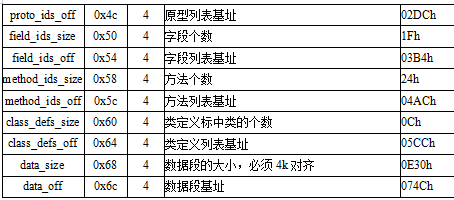 proto_ids_off 0x4c 4 原型列表基址 02DCh
field_ids_size 0x50 4 字段个数 1Fh
field_ids_off 0x54 4 字段列表基址 03B4h
method_ids_size 0x58 4 方法个数 24h
method_ids_off 0x5c 4 方法列表基址 04ACh
class_defs_size 0x60 4 类定义标中类的个数 0Ch
class_defs_off 0x64 4 类定义列表基址 05CCh
data_size 0x68 4 数据段的大小，必须 4k 对齐 0E30h
data_off 0x6c 4 数据段基址 074Ch